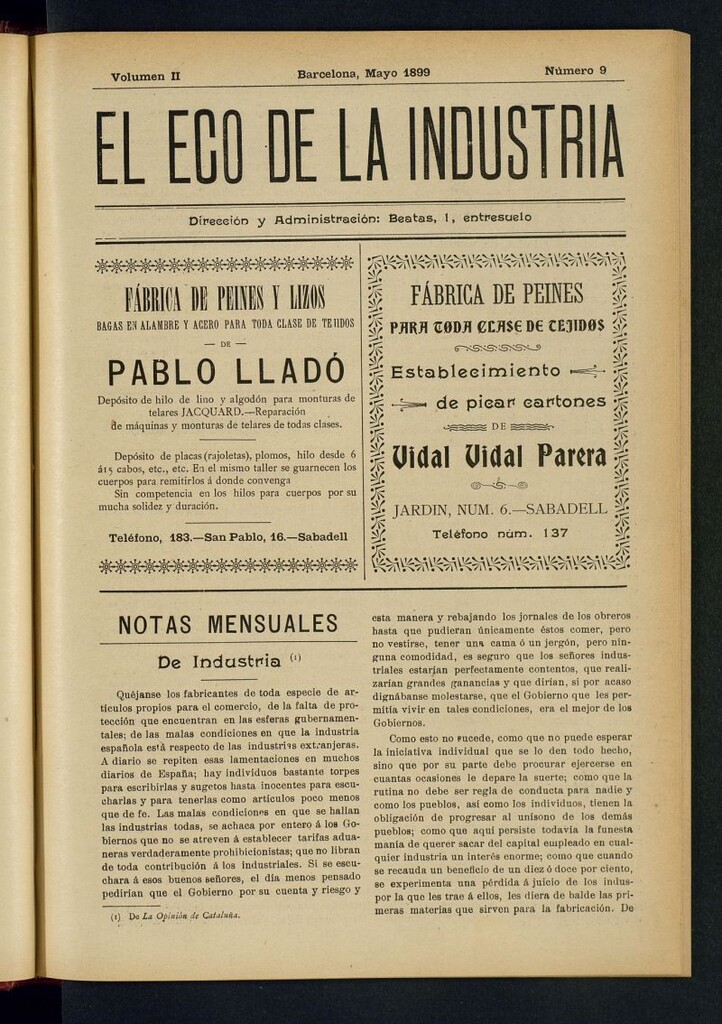 Volumen II Barcelona, Mayo 1899 Número 9
EL ECO DE LA INDUSTRIA
Dirección y Administración: Beatas, 1, entresuelo
FÁBRICA DE PEINES Y LIZOS
BAGAS EN ALAMBRE Y ACERO PARA TODA CLASE DE TEJIDOS
— DE —
PABLO LLADÓ
Depósito de hilo de lino y algodón para monturas de
telares JACQUARD.—Reparación
de máquinas y monturas de telares de todas clases.
Depósito de placas (rajoletas), plomos, hilo desde 6
á 15 cabos, etc., etc. En el mismo taller se guarnecen los
cuerpos para remitirlos á donde convenga
Sin competencia en los hilos para cuerpos por su
mucha solidez y duración.
Teléfono, 183.—San Pablo, 16.—Sabadell
FÁBRICA DE PEINES
PARA TODA CLASE DE TEJIDOS
Establecimiento
de picar cartones
DE
Vidal Vidal Parera
JARDIN, NUM. 6.—SABADELL
Teléfono núm. 137
NOTAS MENSUALES
De Industria (1)
Quéjanse los fabricantes de toda especie de ar-
tículos propios para el comercio, de la falta de pro-
tección que encuentran en las esferas gubernamen-
tales; de las malas condiciones en que la industria
española está respecto de las industrias extranjeras.
A diario se repiten esas lamentaciones en muchos
diarios de España; hay individuos bastante torpes
para escribirlas y sugetos hasta inocentes para escu-
charlas y para tenerlas como artículos poco menos
que de fe. Las malas condiciones en que se hallan
las industrias todas, se achaca por entero á los Go-
biernos que no se atreven á establecer tarifas adua-
neras verdaderamente prohibicionistas; que no libran
de toda contribución á los industriales. Si se escu-
chara á esos buenos señores, el día menos pensado
pedirían que el Gobierno por su cuenta y riesgo y
(1) De La Opinión de Cataluña.
esta manera y rebajando los jornales de los obreros
hasta que pudieran únicamente éstos comer, pero
no vestirse, tener una cama ó un jergón, pero nin-
guna comodidad, es seguro que los señores indus-
triales estarían perfectamente contentos, que reali-
zarían grandes ganancias y que dirían, si por acaso
dignábanse molestarse, que el Gobierno que les per-
mitía vivir en tales condiciones, era el mejor de los
Gobiernos.
Como esto no sucede, como que no puede esperar
la iniciativa individual que se lo den todo hecho,
sino que por su parte debe procurar ejercerse en
cuantas ocasiones le depare la suerte; como que la
rutina no debe ser regla de conducta para nadie y
como los pueblos, así como los individuos, tienen la
obligación de progresar al unísono de los demás
pueblos; como que aquí persiste todavía la funesta
manía de querer sacar del capital empleado en cual-
quier industria un interés enorme; como que cuando
se recauda un beneficio de un diez ó doce por ciento,
se experimenta una pérdida á juicio de los indus-
por la que les trae á ellos, les diera de balde las pri-
meras materias que sirven para la fabricación. De